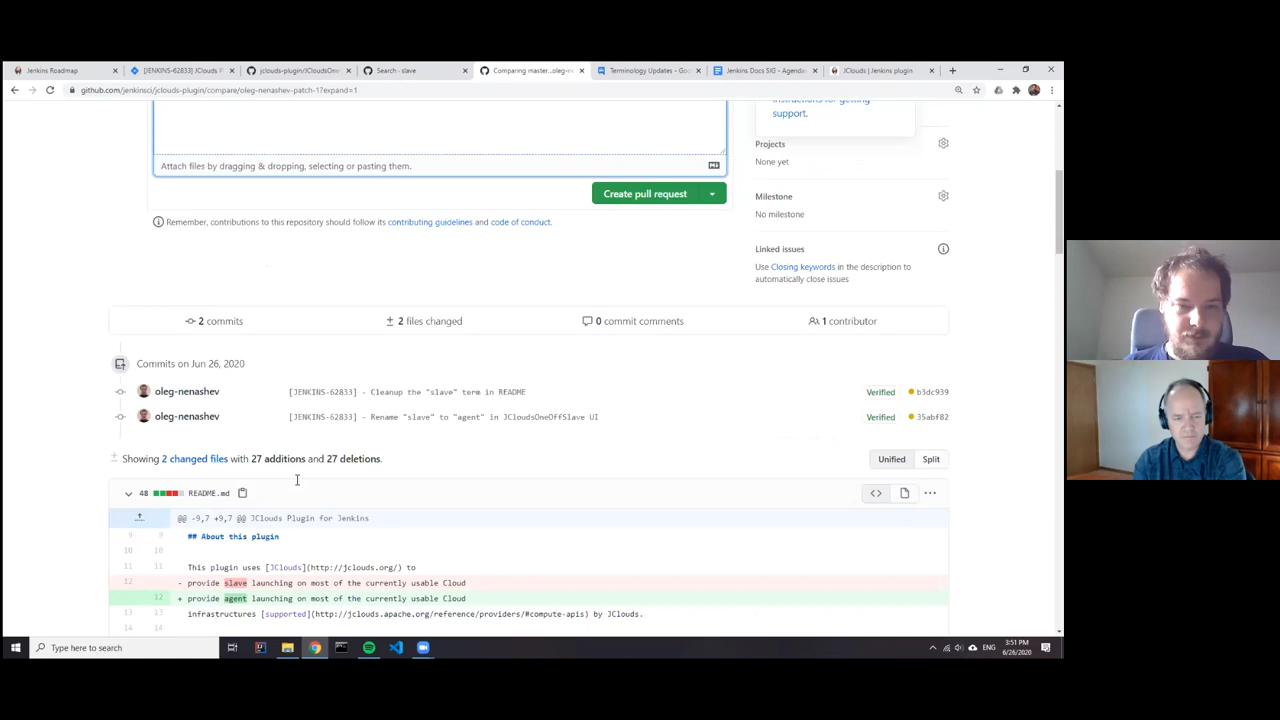 Jenkins Roadmap
[JENKINS-62833] JClouds P
jclouds-plugin/JCloudsOne
Search · slave
Comparing master...oleg-ne
Terminology Updates - Goo
Jenkins Docs SIG - Agenda
JClouds | Jenkins plugin
github.com/jenkinsci/jclouds-plugin/compare/oleg-nenashev-patch-1?expand=1
instructions for getting
support.
Projects
None yet
Attach files by dragging & dropping, selecting or pasting them.
Create pull request
Milestone
No milestone
Remember, contributions to this repository should follow its contributing guidelines and code of conduct.
Linked issues
Use Closing keywords in the description to
automatically close issues
2 commits
2 files changed
0 commit comments
1 contributor
Commits on Jun 26, 2020
oleg-nenashev [JENKINS-62833] - Cleanup the "slave" term in README Verified b3dc939
oleg-nenashev [JENKINS-62833] - Rename "slave" to "agent" in JCloudsOneOffSlave UI Verified 35abf82
Showing 2 changed files with 27 additions and 27 deletions.
Unified Split
48 README.md
@@ -9,7 +9,7 @@ JClouds Plugin for Jenkins
9 9 ## About this plugin
10 10
11 11 This plugin uses [JClouds](http://jclouds.org/) to
12 - provide slave launching on most of the currently usable Cloud
12 + provide agent launching on most of the currently usable Cloud
13 13 infrastructures [supported](http://jclouds.apache.org/reference/providers/#compute-apis) by JClouds.
14 14
Type here to search
ENG
3:51 PM
6/26/2020